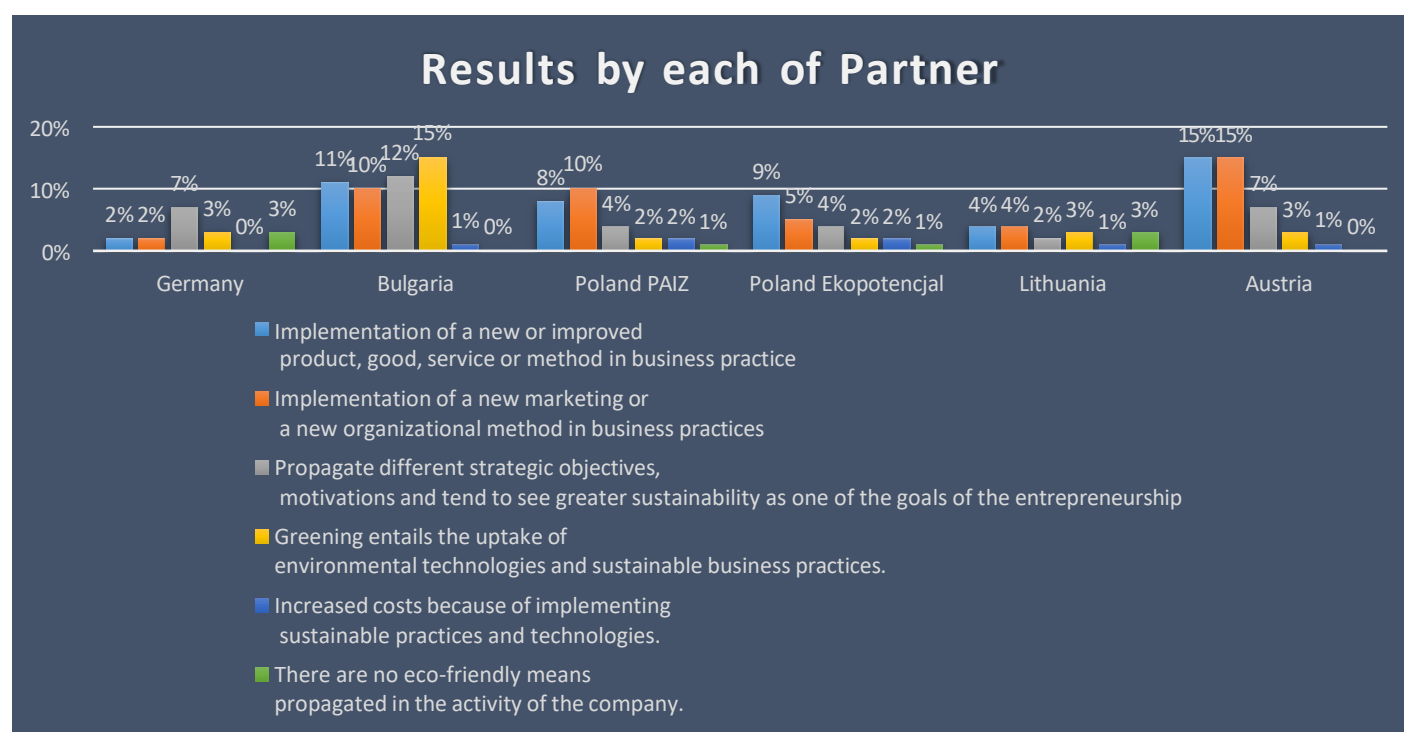 Results by each of Partner
20%
10%
0%
2% 2% 7% 3% 0% 3%
11% 10% 12% 15% 1% 0%
8% 10% 4% 2% 2% 1%
9% 5% 4% 2% 2% 1%
4% 4% 2% 3% 1% 3%
15% 15% 7% 3% 1% 0%
Germany Bulgaria Poland PAIZ Poland Ekopotencjal Lithuania Austria
Implementation of a new or improved
product, good, service or method in business practice
Implementation of a new marketing or
a new organizational method in business practices
Propagate different strategic objectives,
motivations and tend to see greater sustainability as one of the goals of the entrepreneurship
Greening entails the uptake of
environmental technologies and sustainable business practices.
Increased costs because of implementing
sustainable practices and technologies.
There are no eco-friendly means
propagated in the activity of the company.